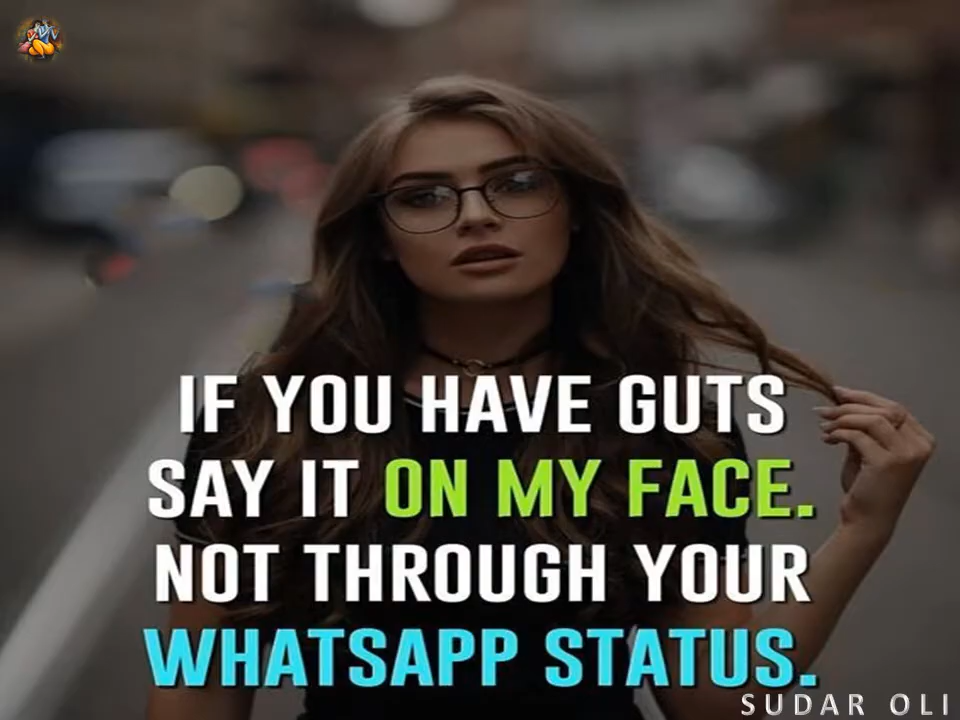 IF YOU HAVE GUTS
SAY IT ON MY FACE.
NOT THROUGH YOUR
WHATSAPP STATUS.
SUDAR OLI